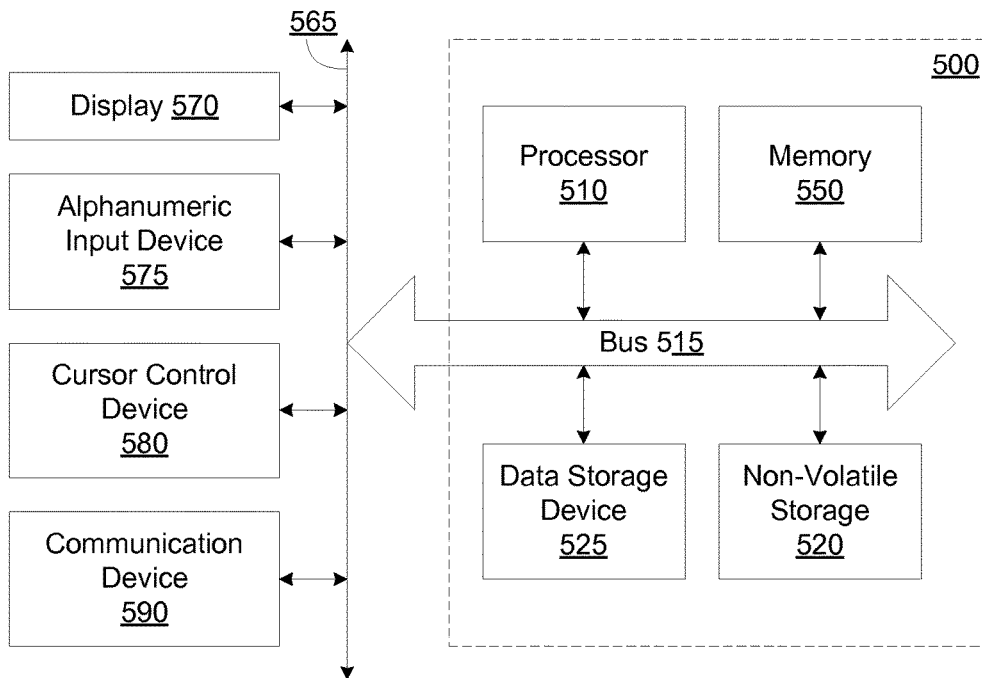 565
500
Display 570
Alphanumeric
Input Device
575
Cursor Control
Device
580
Communication
Device
590
Processor
510
Memory
550
Bus 515
Data Storage
Device
525
Non-Volatile
Storage
520